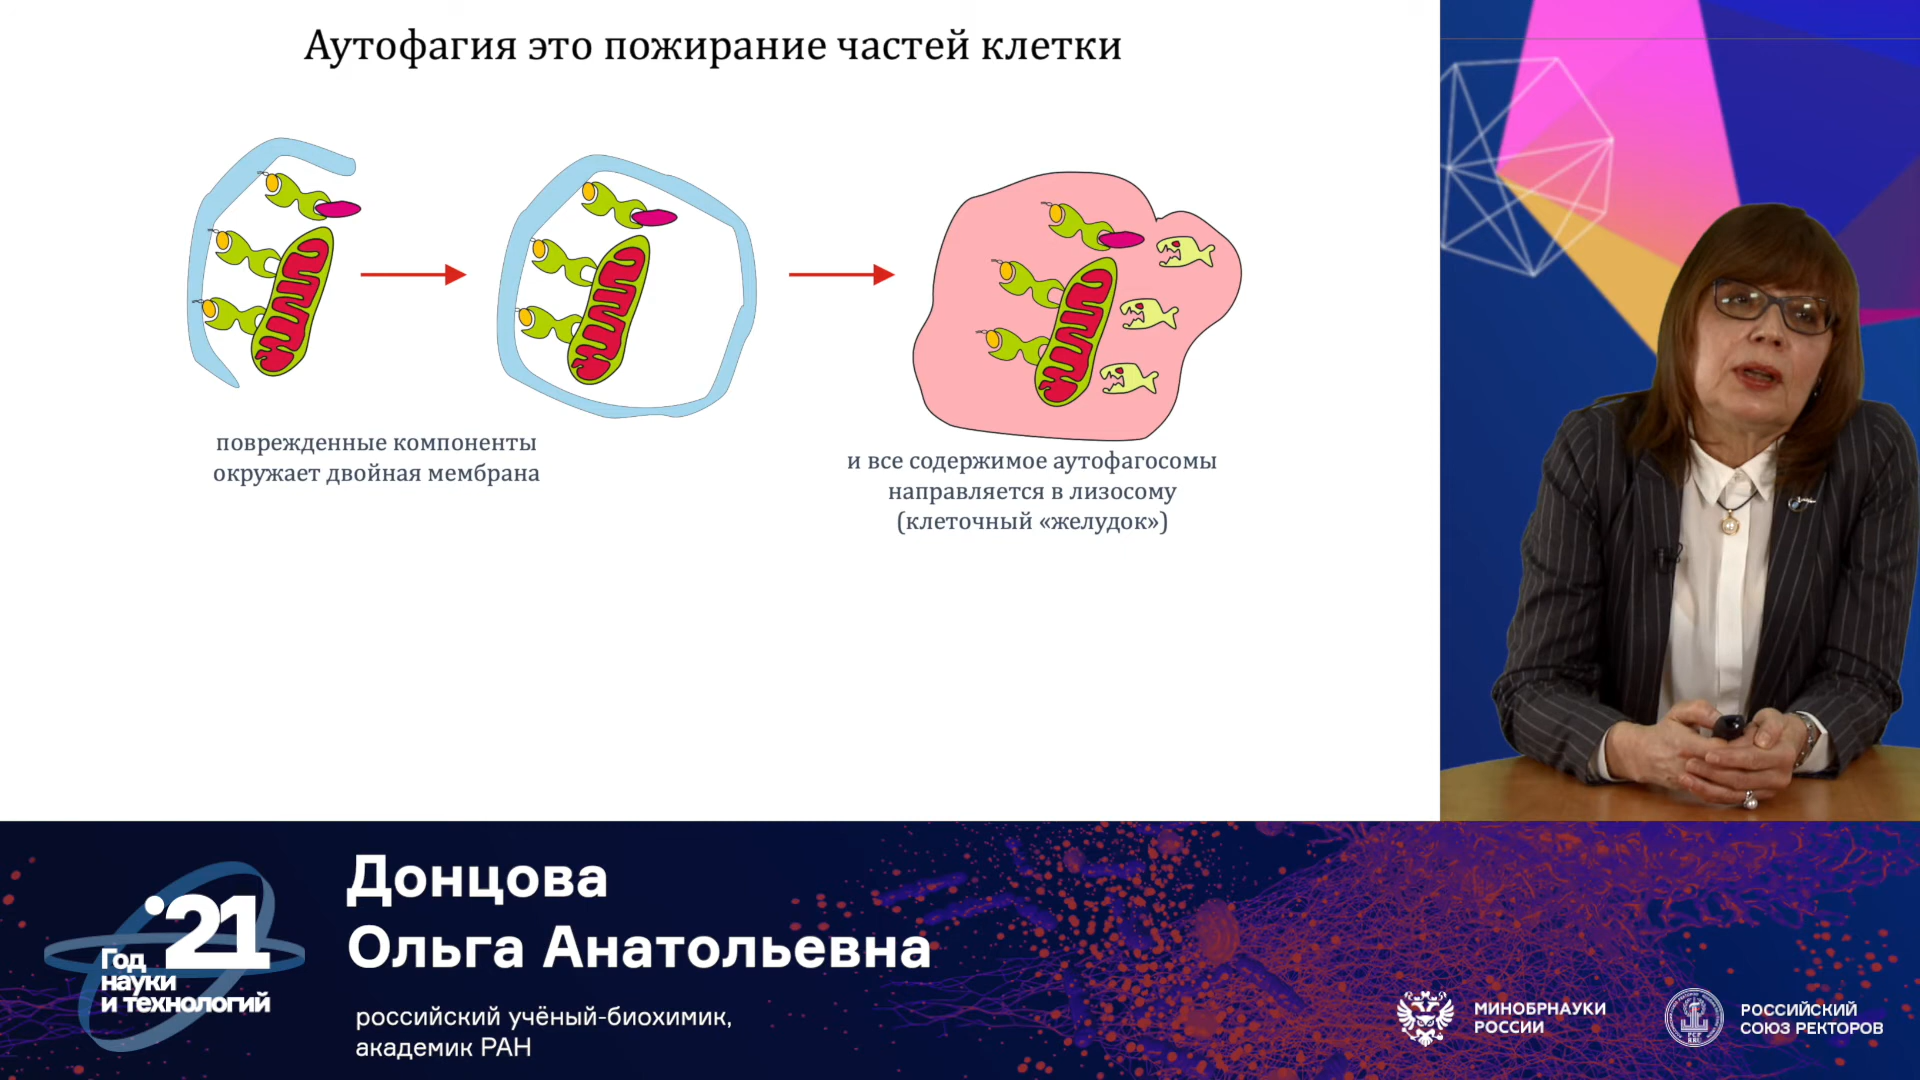 Аутофагия это пожирание частей клетки
поврежденные компоненты
окружает двойная мембрана
и все содержимое аутофагосомы
направляется в лизосому
(клеточный «желудок»)
21
Год
науки
и технологий
Донцова
Ольга Анатольевна
российский учёный-биохимик,
академик РАН
МИНОБРНАУКИ
РОССИИ
РОССИЙСКИЙ
СОЮЗ РЕКТОРОВ